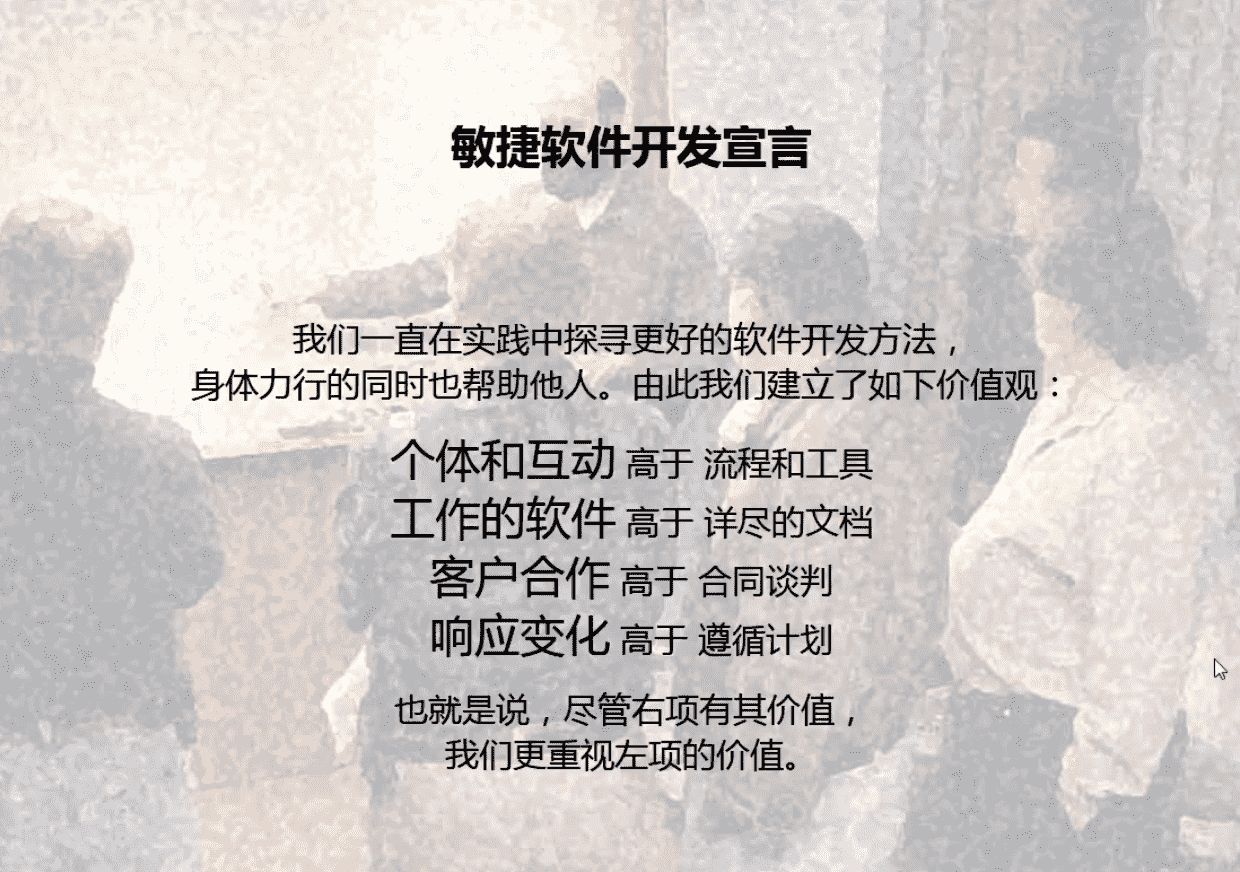 敏捷软件开发宣言
我们一直在实践中探寻更好的软件开发方法，
身体力行的同时也帮助他人。由此我们建立了如下价值观：
个体和互动 高于 流程和工具
工作的软件 高于 详尽的文档
客户合作 高于 合同谈判
响应变化 高于 遵循计划
也就是说，尽管右项有其价值，
我们更重视左项的价值。